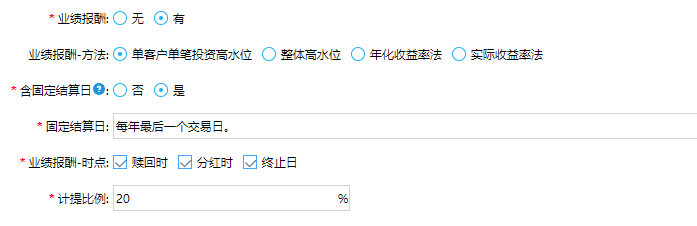 * 业绩报酬: 无 有
业绩报酬-方法: 单客户单笔投资高水位 整体高水位 年化收益率法 实际收益率法
* 含固定结算日?: 否 是
* 固定结算日: 每年最后一个交易日。
* 业绩报酬-时点: 赎回时 分红时 终止日
* 计提比例: 20 %